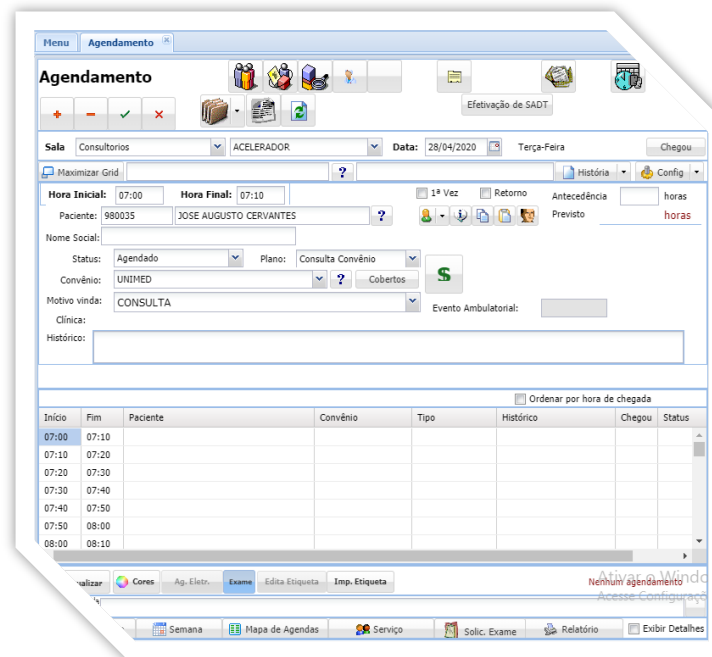 Menu Agendamento
Agendamento
Efetivação de SADT
Sala Consultorios ACELERADOR Data: 28/04/2020 Terça-Feira Chegou
Maximizar Grid ? História Config
Hora Inicial: 07:00 Hora Final: 07:10 1ª Vez Retorno Antecedência horas
Paciente: 980035 JOSE AUGUSTO CERVANTES ? Previsto horas
Nome Social:
Status: Agendado Plano: Consulta Convênio
Convênio: UNIMED ? Cobertos S
Motivo vinda: CONSULTA Evento Ambulatorial:
Clínica:
Histórico:
Ordenar por hora de chegada
Início Fim Paciente Convênio Tipo Histórico Chegou Status
07:00 07:10
07:10 07:20
07:20 07:30
07:30 07:40
07:40 07:50
07:50 08:00
08:00 08:10
ualizar Cores Ag. Eletr. Exame Edita Etiqueta Imp. Etiqueta Nenhum agendamento
Ativar o Windo
Acesse Configuraçõ
Semana Mapa de Agendas Serviço Solic. Exame Relatório Exibir Detalhes